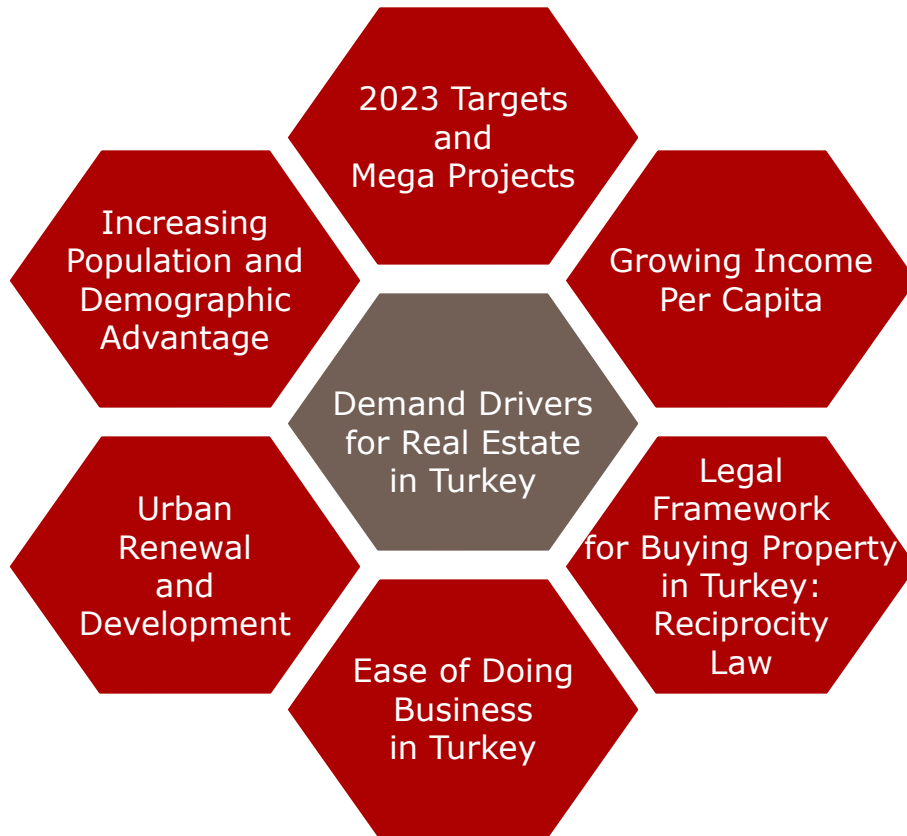 2023 Targets
and
Mega Projects
Increasing
Population and
Demographic
Advantage
Growing Income
Per Capita
Demand Drivers
for Real Estate
in Turkey
Urban
Renewal
and
Development
Legal
Framework
for Buying Property
in Turkey:
Reciprocity
Law
Ease of Doing
Business
in Turkey